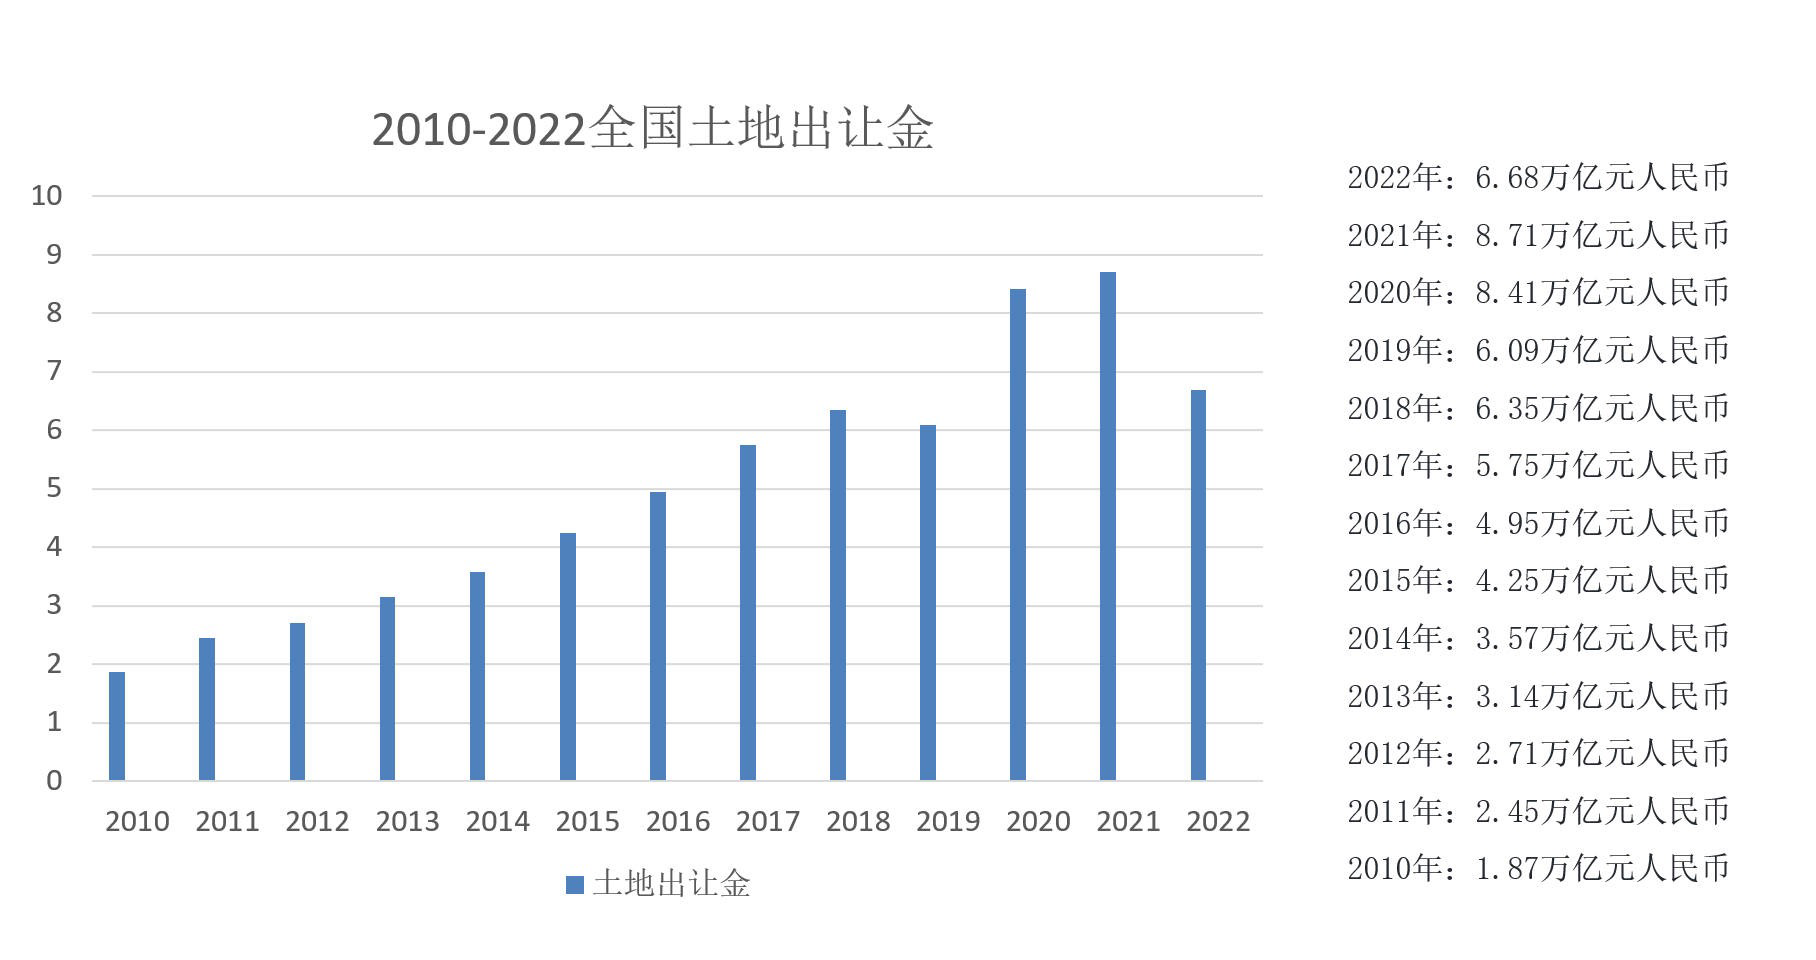 2010-2022全国土地出让金
10
9
8
7
6
5
4
3
2
1
0
2010 2011 2012 2013 2014 2015 2016 2017 2018 2019 2020 2021 2022
土地出让金
2022年：6.68万亿元人民币
2021年：8.71万亿元人民币
2020年：8.41万亿元人民币
2019年：6.09万亿元人民币
2018年：6.35万亿元人民币
2017年：5.75万亿元人民币
2016年：4.95万亿元人民币
2015年：4.25万亿元人民币
2014年：3.57万亿元人民币
2013年：3.14万亿元人民币
2012年：2.71万亿元人民币
2011年：2.45万亿元人民币
2010年：1.87万亿元人民币